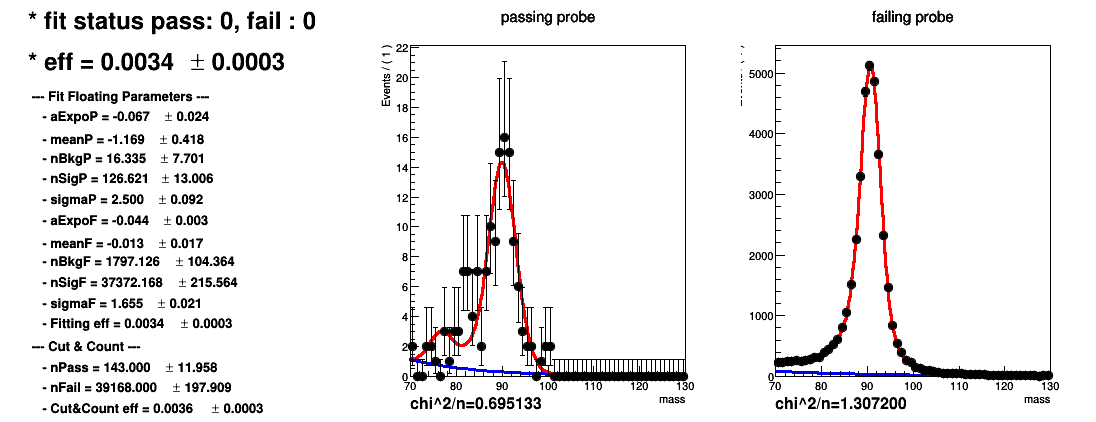 * fit status pass: 0, fail : 0
* eff = 0.0034 ± 0.0003
--- Fit Floating Parameters ---
- aExpoP = -0.067 ± 0.024
- meanP = -1.169 ± 0.418
- nBkgP = 16.335 ± 7.701
- nSigP = 126.621 ± 13.006
- sigmaP = 2.500 ± 0.092
- aExpoF = -0.044 ± 0.003
- meanF = -0.013 ± 0.017
- nBkgF = 1797.126 ± 104.364
- nSigF = 37372.168 ± 215.564
- sigmaF = 1.655 ± 0.021
- Fitting eff = 0.0034 ± 0.0003
--- Cut & Count ---
- nPass = 143.000 ± 11.958
- nFail = 39168.000 ± 197.909
- Cut&Count eff = 0.0036 ± 0.0003
passing probe
Events / ( 1 )
22
20
18
16
14
12
10
8
6
4
2
0
70 80 90 100 110 120 130
mass
chi^2/n=0.695133
failing probe
5000
4000
3000
2000
1000
0
70 80 90 100 110 120 130
mass
chi^2/n=1.307200